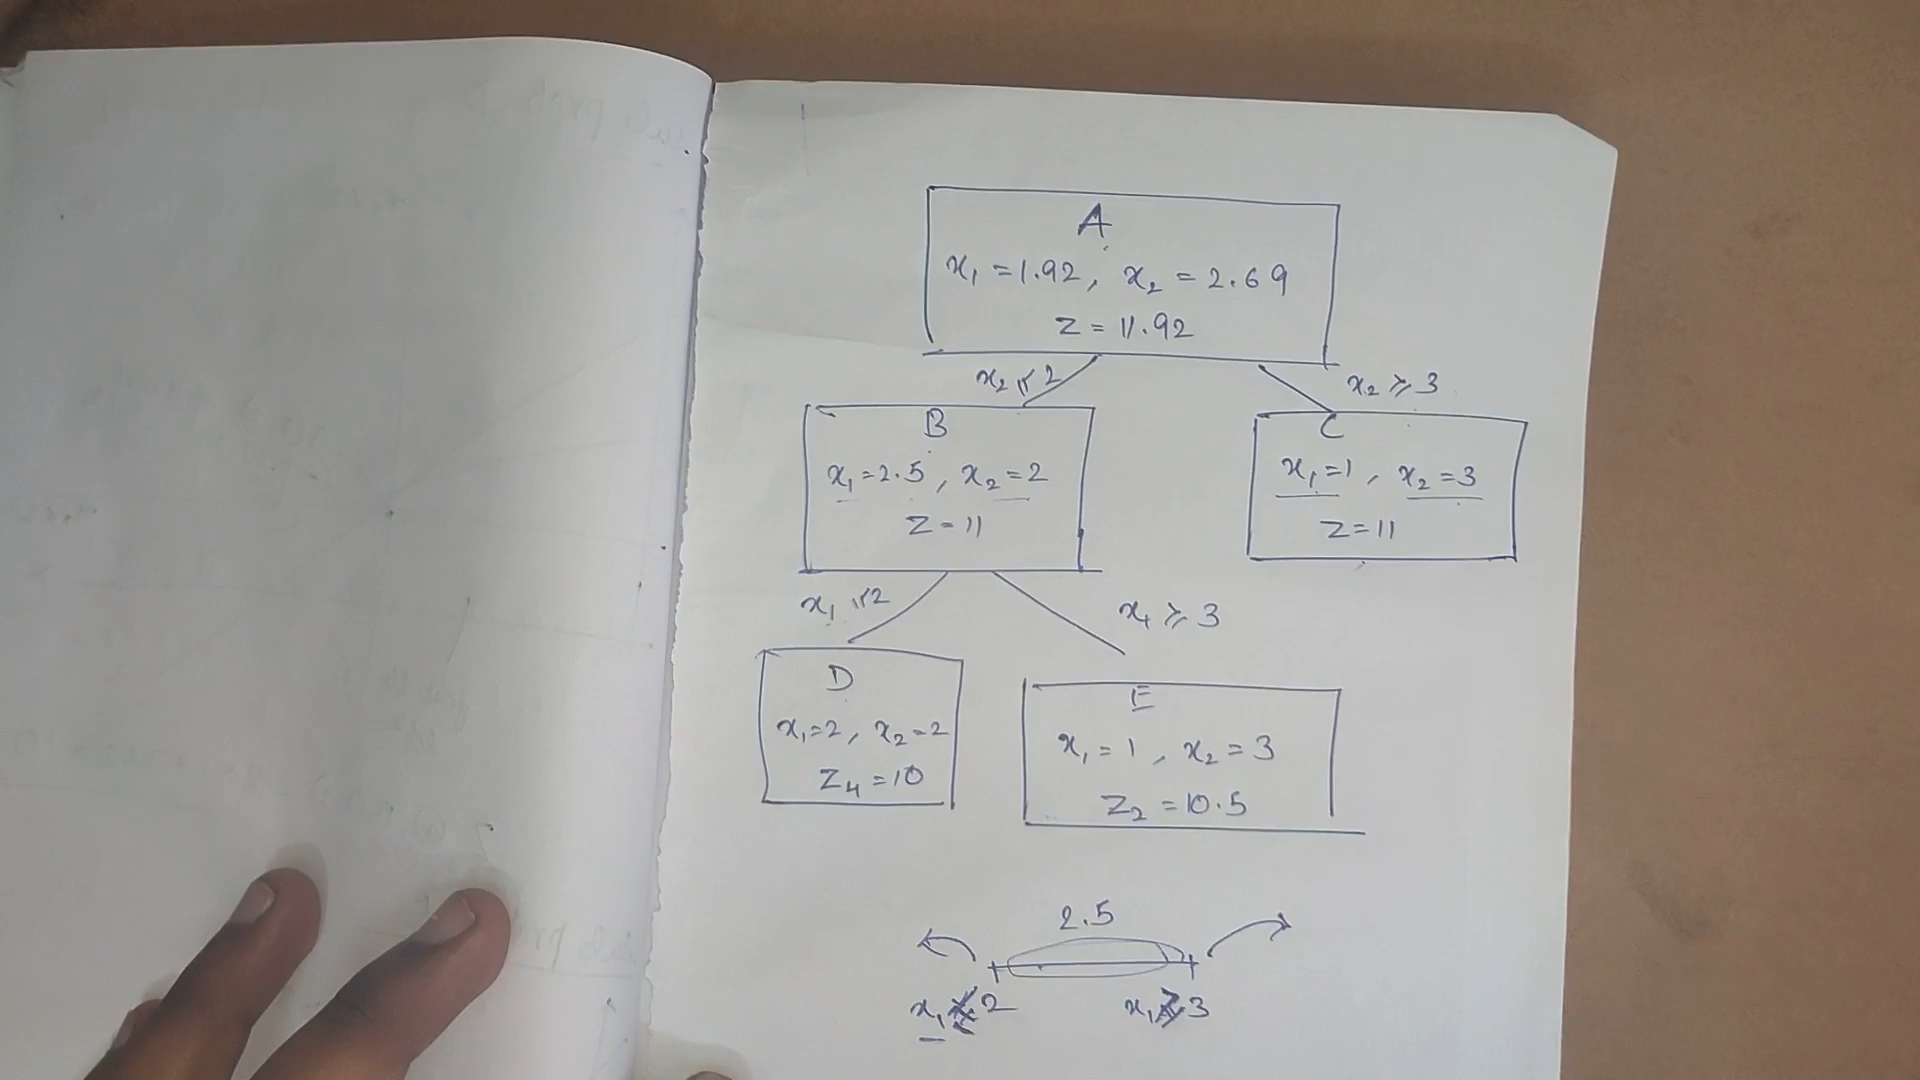 A
x₁ = 1.92, x₂ = 2.69
Z = 11.92
x₂ ≤ 2
x₂ ≥ 3
B
x₁ = 2.5, x₂ = 2
Z = 11
C
x₁ = 1, x₂ = 3
Z = 11
x₁ ≤ 2
x₁ ≥ 3
D
x₁ = 2, x₂ = 2
Z₄ = 10
E
x₁ = 1, x₂ = 3
Z₂ = 10.5
2.5
x₁ 2
x₁ 3